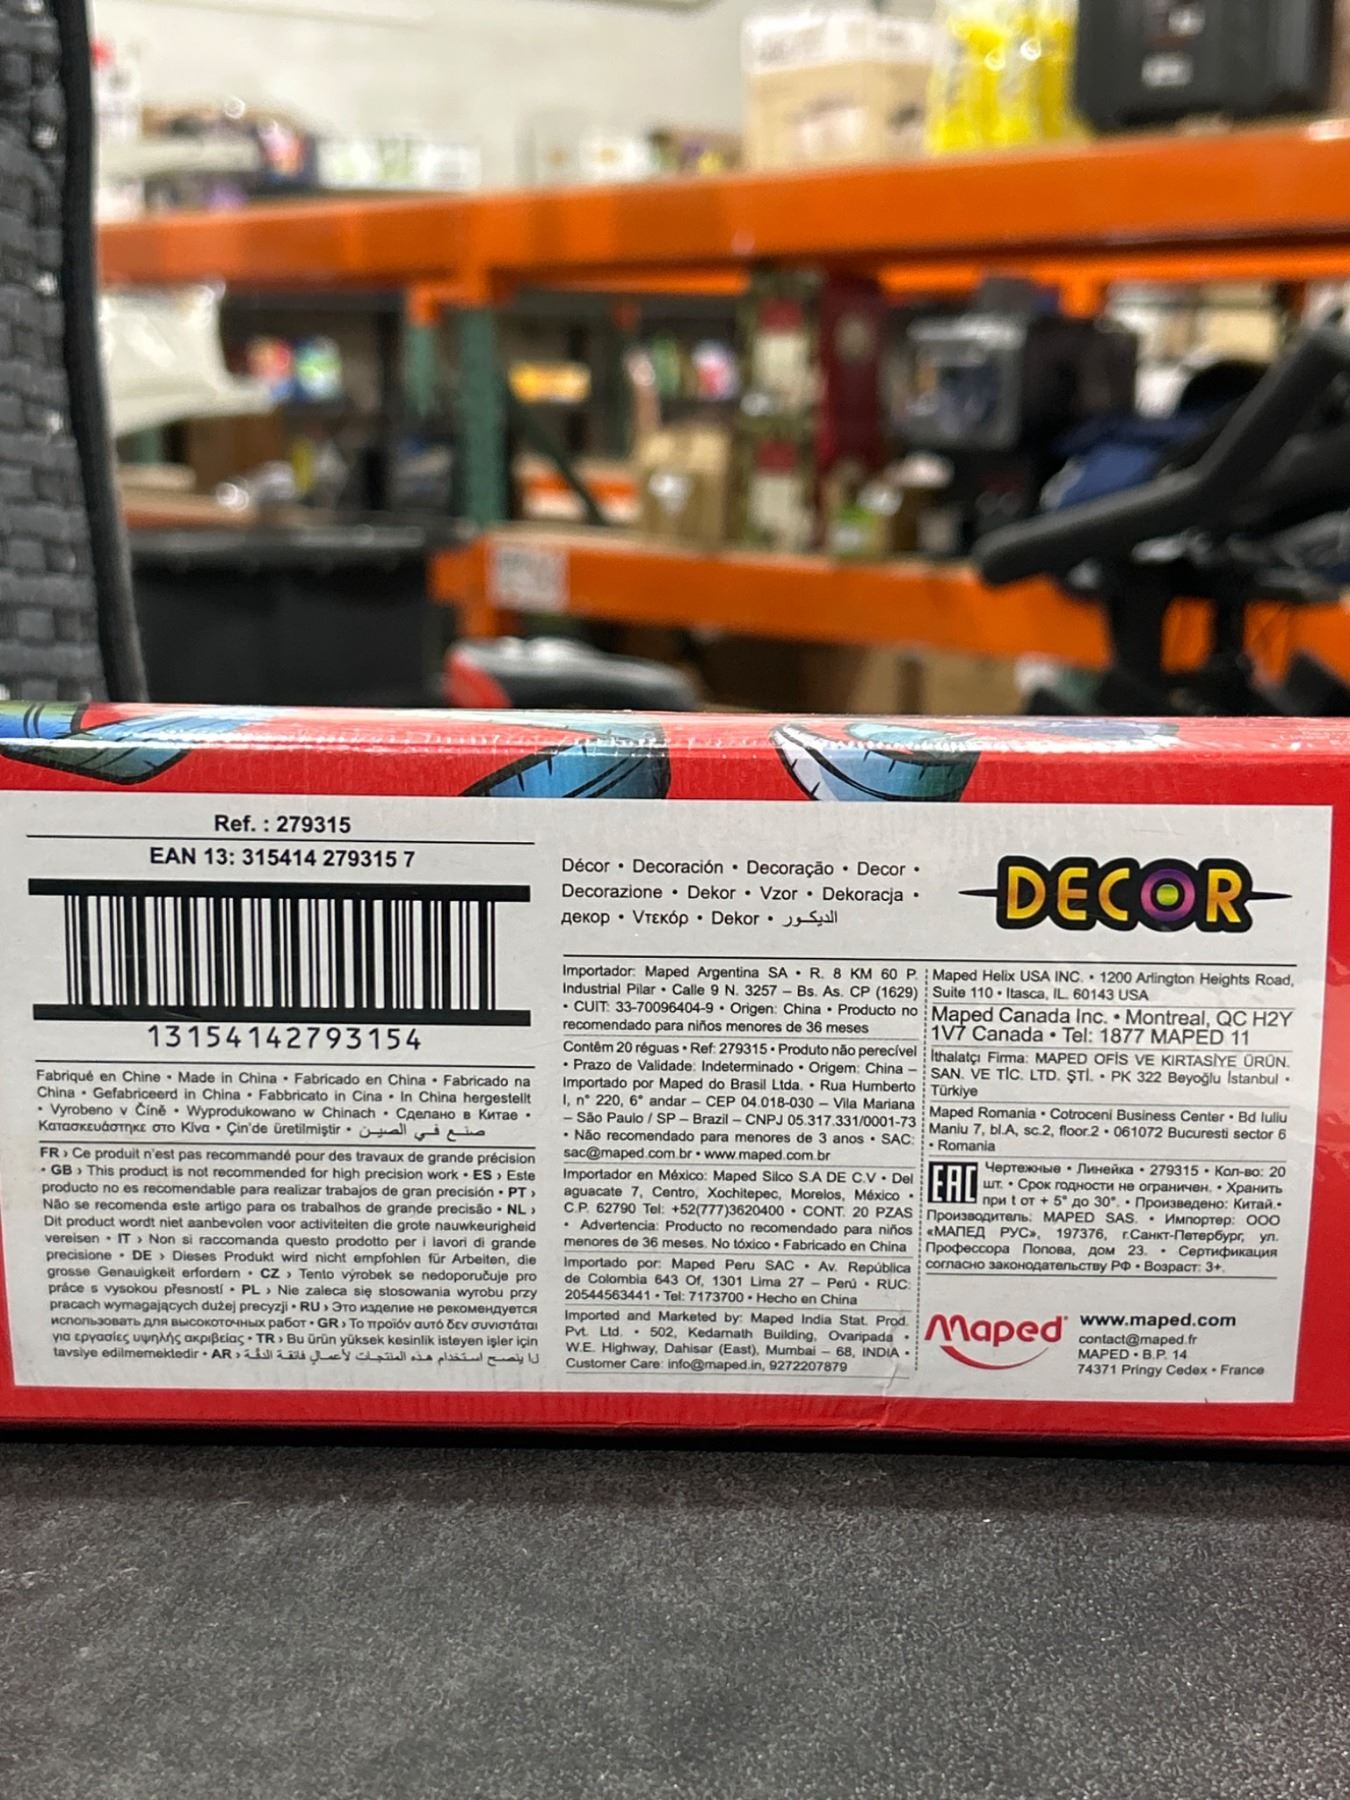 Ref. : 279315
EAN 13: 315414 279315 7
13154142793154
Fabriqué en Chine • Made in China • Fabricado en China • Fabricado na
China • Gefabriceerd in China • Fabbricato in Cina • In China hergestellt
• Vyrobeno v Číně • Wyprodukowano w Chinach • Сделано в Китае •
Κατασκευάστηκε στο Κίνα • Çin'de üretilmiştir • صنع في الصين
FR › Ce produit n'est pas recommandé pour des travaux de grande précision
• GB › This product is not recommended for high precision work • ES › Este
producto no es recomendable para realizar trabajos de gran precisión • PT ›
Não se recomenda este artigo para os trabalhos de grande precisão • NL ›
Dit product wordt niet aanbevolen voor activiteiten die grote nauwkeurigheid
vereisen • IT › Non si raccomanda questo prodotto per i lavori di grande
precisione • DE › Dieses Produkt wird nicht empfohlen für Arbeiten, die
grosse Genauigkeit erfordern • CZ › Tento výrobek se nedoporučuje pro
práce s vysokou přesností • PL › Nie zaleca się stosowania wyrobu przy
pracach wymagających dużej precyzji • RU › Это изделие не рекомендуется
использовать для высокоточных работ • GR › Το προϊόν αυτό δεν συνιστάται
για εργασίες υψηλής ακριβείας • TR › Bu ürün yüksek kesinlik isteyen işler için
tavsiye edilmemektedir • AR › لا ينصح استخدام هذه المنتجات لأعمال فائقة الدقة
Décor • Decoración • Decoração • Decor •
Decorazione • Dekor • Vzor • Dekoracja •
декор • Ντεκόρ • Dekor • الديكور
Importador: Maped Argentina SA • R. 8 KM 60 P.
Industrial Pilar • Calle 9 N. 3257 – Bs. As. CP (1629)
• CUIT: 33-70096404-9 • Origen: China • Producto no
recomendado para niños menores de 36 meses
Contêm 20 réguas • Ref: 279315 • Produto não perecível
• Prazo de Validade: Indeterminado • Origem: China –
Importado por Maped do Brasil Ltda. • Rua Humberto
I, n° 220, 6° andar – CEP 04.018-030 – Vila Mariana
– São Paulo / SP – Brazil – CNPJ 05.317.331/0001-73
• Não recomendado para menores de 3 anos • SAC:
sac@maped.com.br • www.maped.com.br
Importador en México: Maped Silco S.A DE C.V • Del
aguacate 7, Centro, Xochitepec, Morelos, México •
C.P. 62790 Tel: +52(777)3620400 • CONT. 20 PZAS
• Advertencia: Producto no recomendado para niños
menores de 36 meses. No tóxico • Fabricado en China
Importado por: Maped Peru SAC • Av. República
de Colombia 643 Of, 1301 Lima 27 – Perú • RUC:
20544563441 • Tel: 7173700 • Hecho en China
Imported and Marketed by: Maped India Stat. Prod.
Pvt. Ltd. • 502, Kedarnath Building, Ovaripada •
W.E. Highway, Dahisar (East), Mumbai – 68, INDIA •
Customer Care: info@maped.in, 9272207879
DECOR
Maped Helix USA INC. • 1200 Arlington Heights Road,
Suite 110 • Itasca, IL. 60143 USA
Maped Canada Inc. • Montreal, QC H2Y
1V7 Canada • Tel: 1877 MAPED 11
İthalatçı Firma: MAPED OFİS VE KIRTASİYE ÜRÜN.
SAN. VE TİC. LTD. ŞTİ. • PK 322 Beyoğlu İstanbul •
Türkiye
Maped Romania • Cotroceni Business Center • Bd Iuliu
Maniu 7, bl.A, sc.2, floor.2 • 061072 Bucuresti sector 6
• Romania
EAC Чертежные • Линейка • 279315 • Кол-во: 20
шт. • Срок годности не ограничен. • Хранить
при t от + 5° до 30°. • Произведено: Китай.•
Производитель: MAPED SAS. • Импортер: ООО
«МАПЕД РУС», 197376, г.Санкт-Петербург, ул.
Профессора Попова, дом 23. • Сертификация
согласно законодательству РФ • Возраст: 3+.
Maped
www.maped.com
contact@maped.fr
MAPED • B.P. 14
74371 Pringy Cedex • France